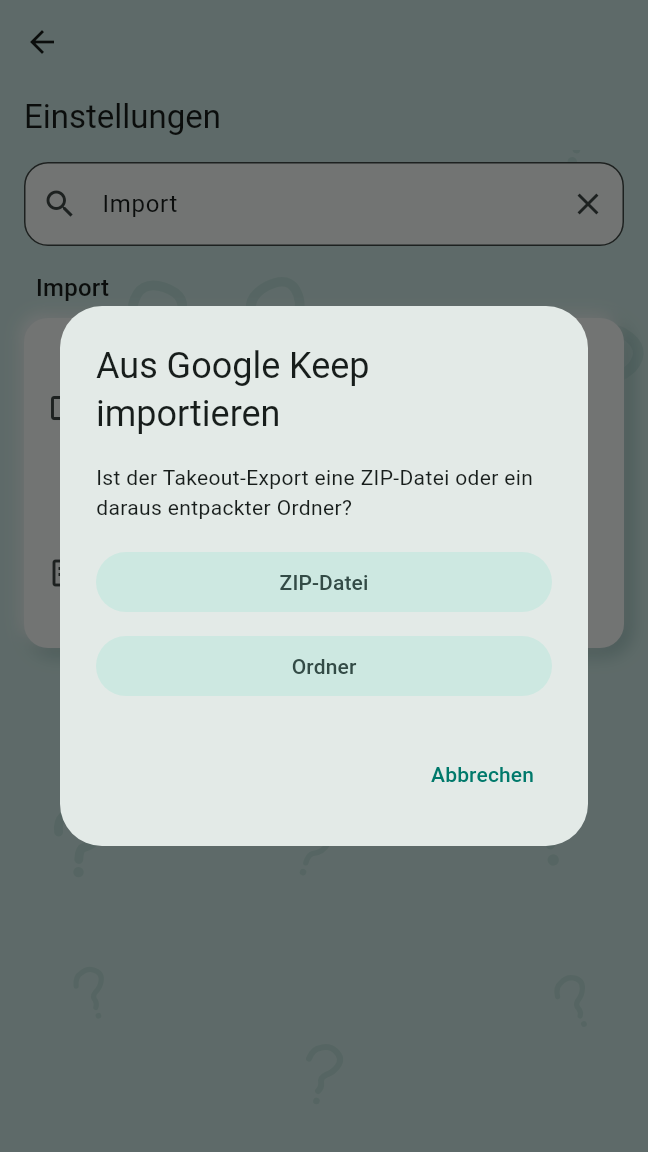 Einstellungen
Import
Import
Aus Google Keep
importieren
Ist der Takeout-Export eine ZIP-Datei oder ein
daraus entpackter Ordner?
ZIP-Datei
Ordner
Abbrechen